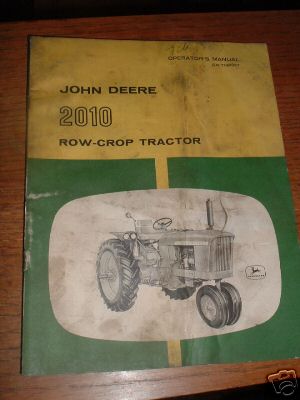 OPERATOR'S MANUAL
JOHN DEERE
2010
ROW-CROP TRACTOR